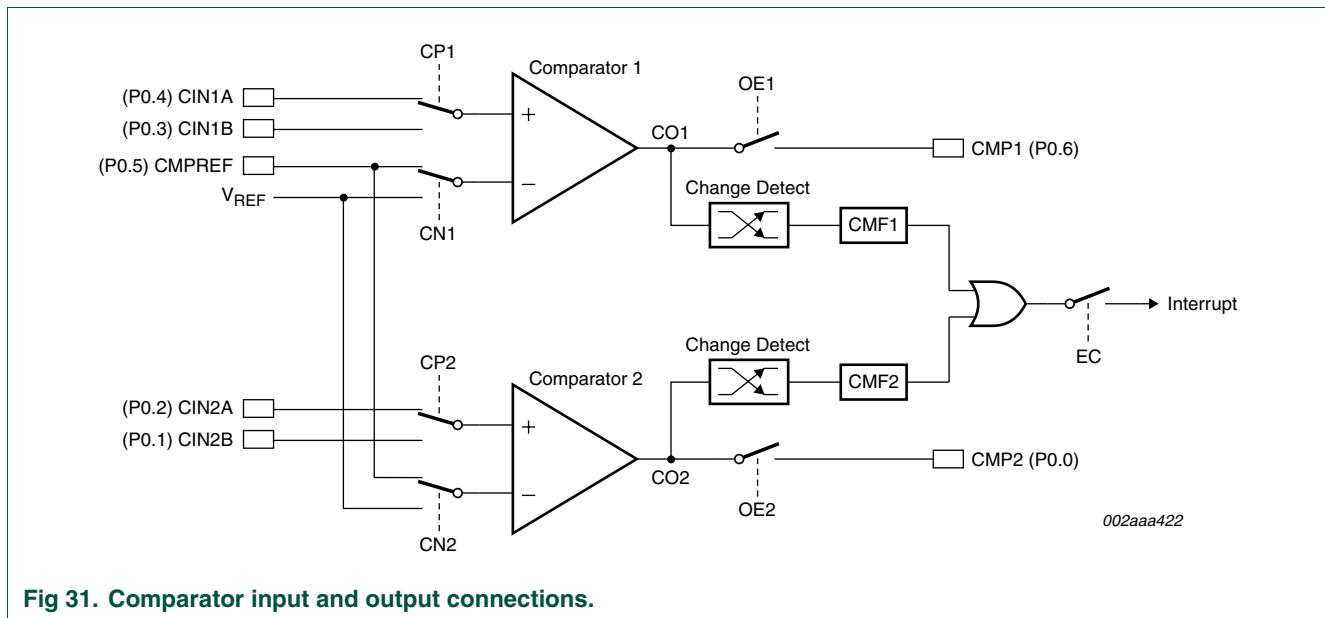 CP1
Comparator 1
OE1
(P0.4) CIN1A
(P0.3) CIN1B
(P0.5) CMPREF
VREF
+
−
CN1
CO1
CMP1 (P0.6)
Change Detect
CMF1
Interrupt
EC
Change Detect
CMF2
CP2
Comparator 2
(P0.2) CIN2A
(P0.1) CIN2B
+
−
CN2
CO2
OE2
CMP2 (P0.0)
002aaa422
Fig 31. Comparator input and output connections.